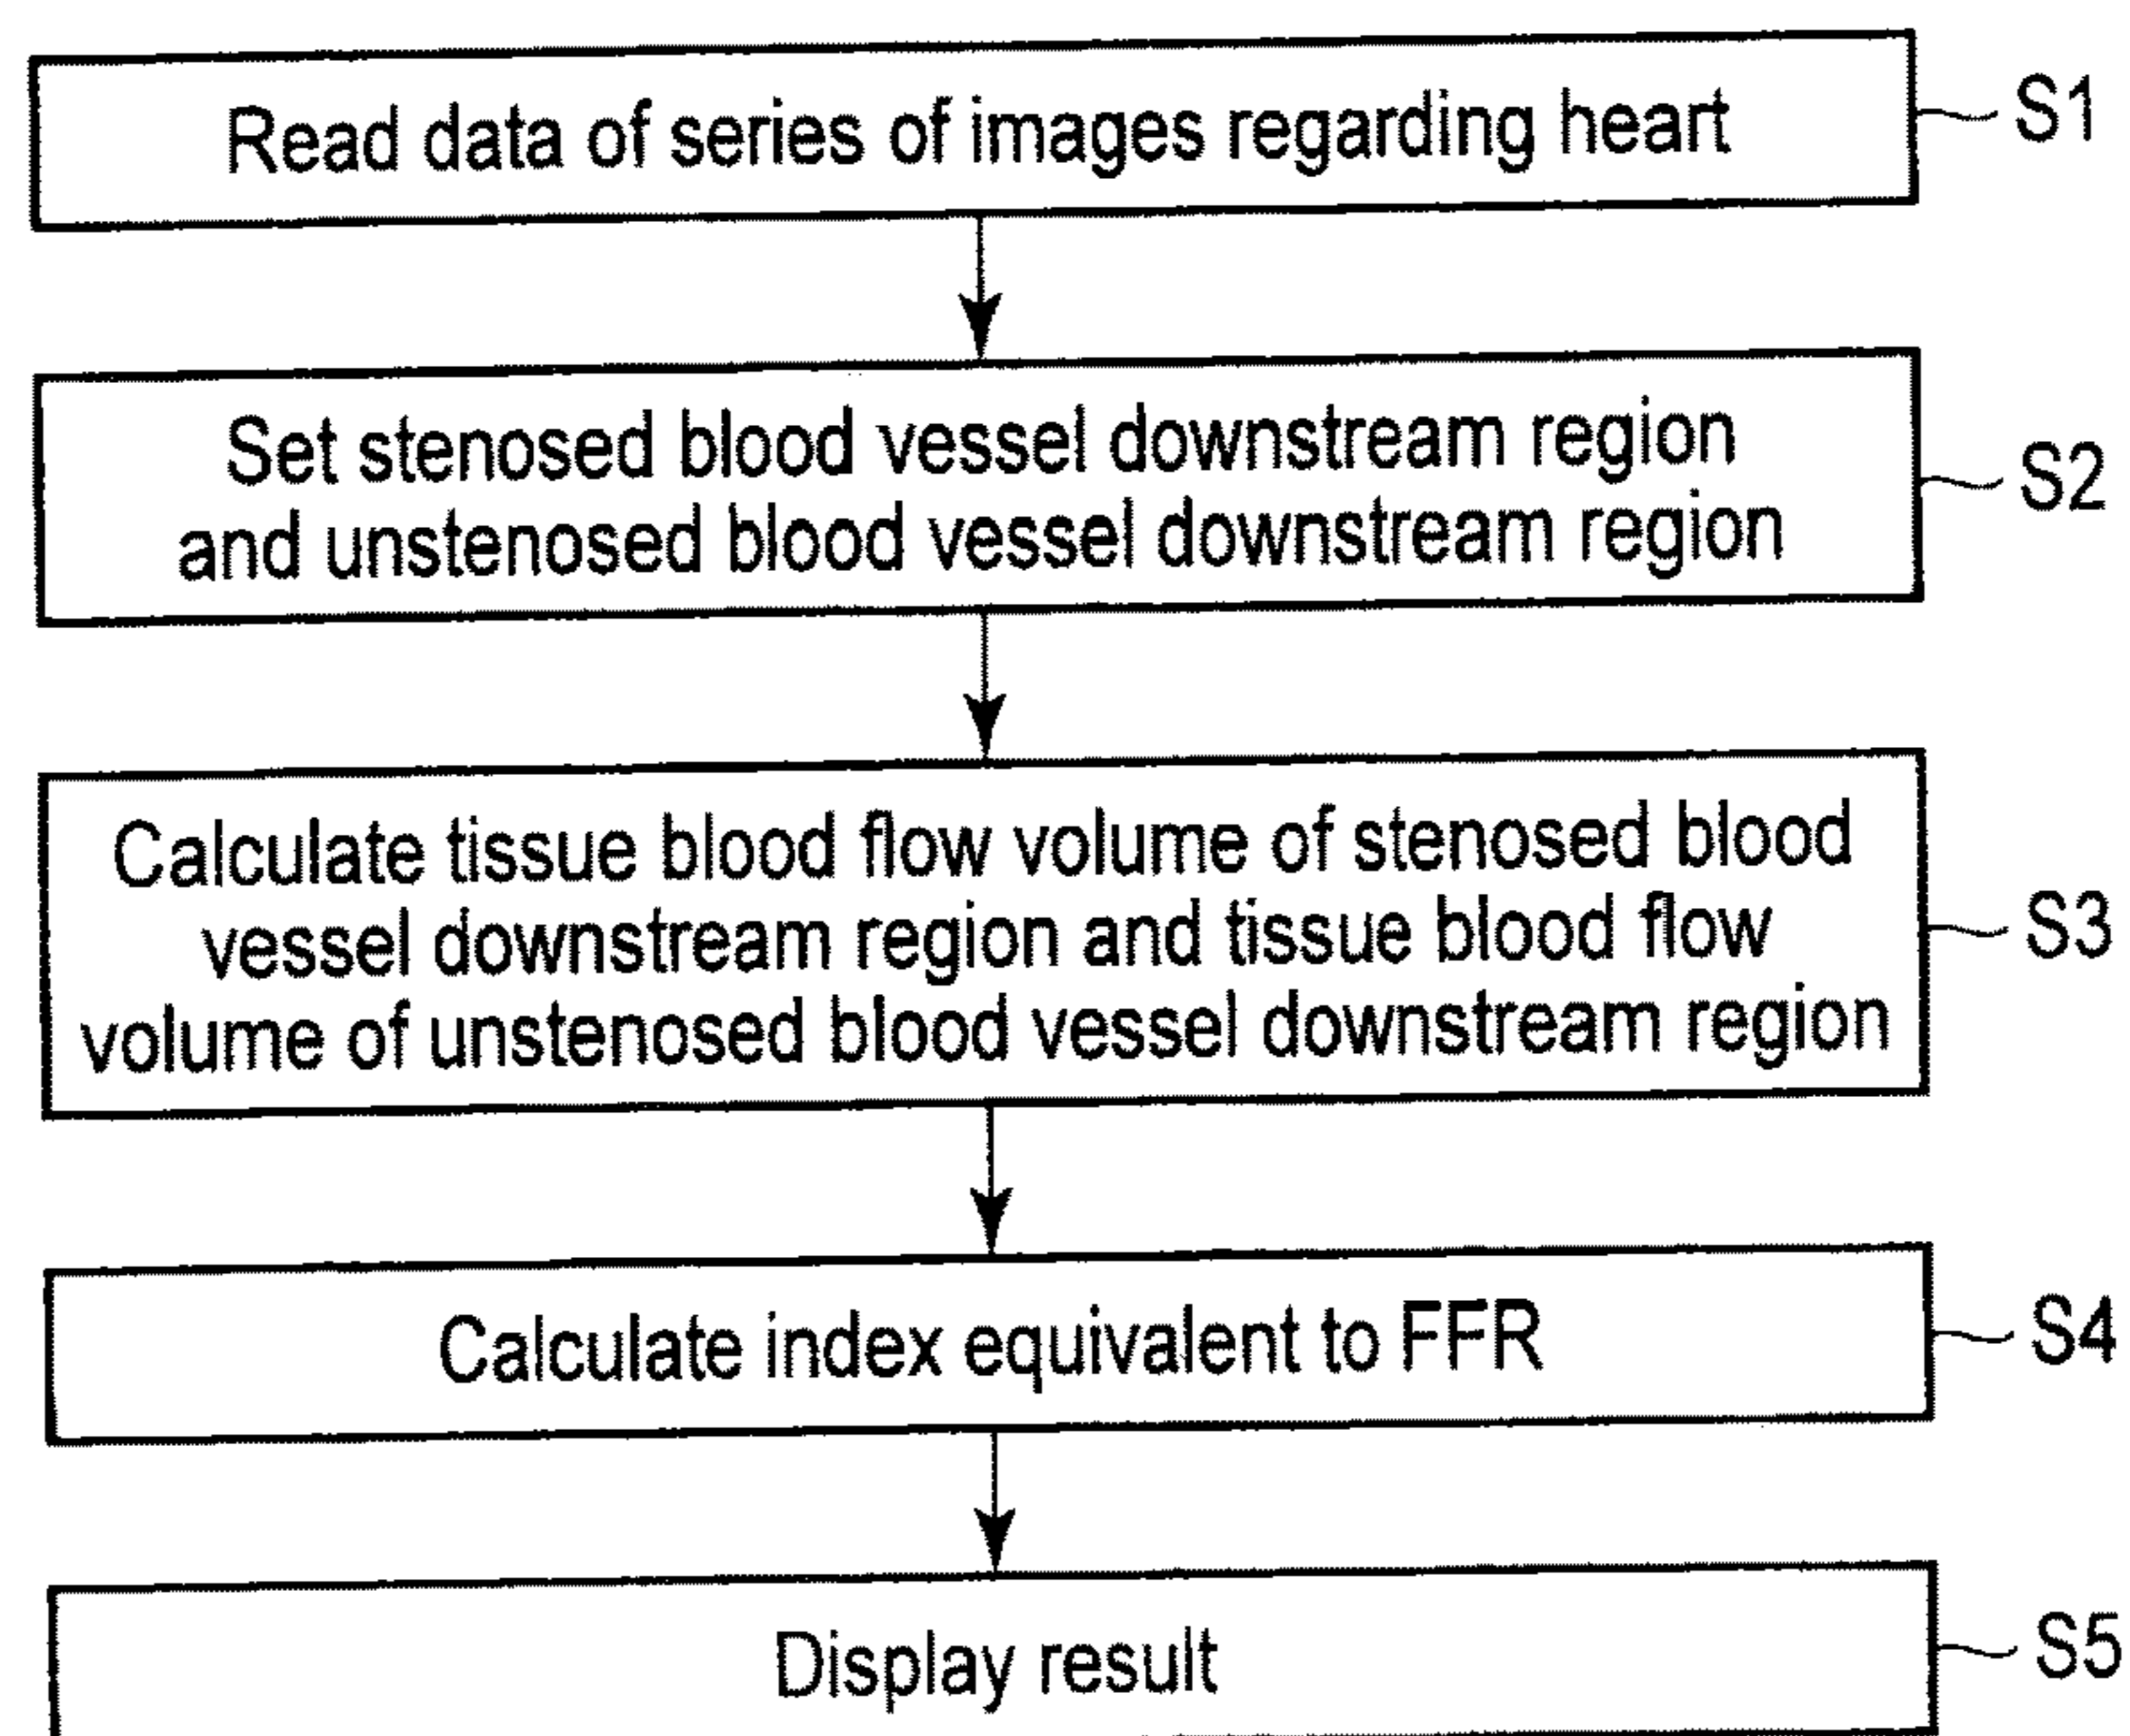 Read data of series of images regarding heart
S1
Set stenosed blood vessel downstream region
and unstenosed blood vessel downstream region
S2
Calculate tissue blood flow volume of stenosed blood
vessel downstream region and tissue blood flow
volume of unstenosed blood vessel downstream region
S3
Calculate index equivalent to FFR
S4
Display result
S5